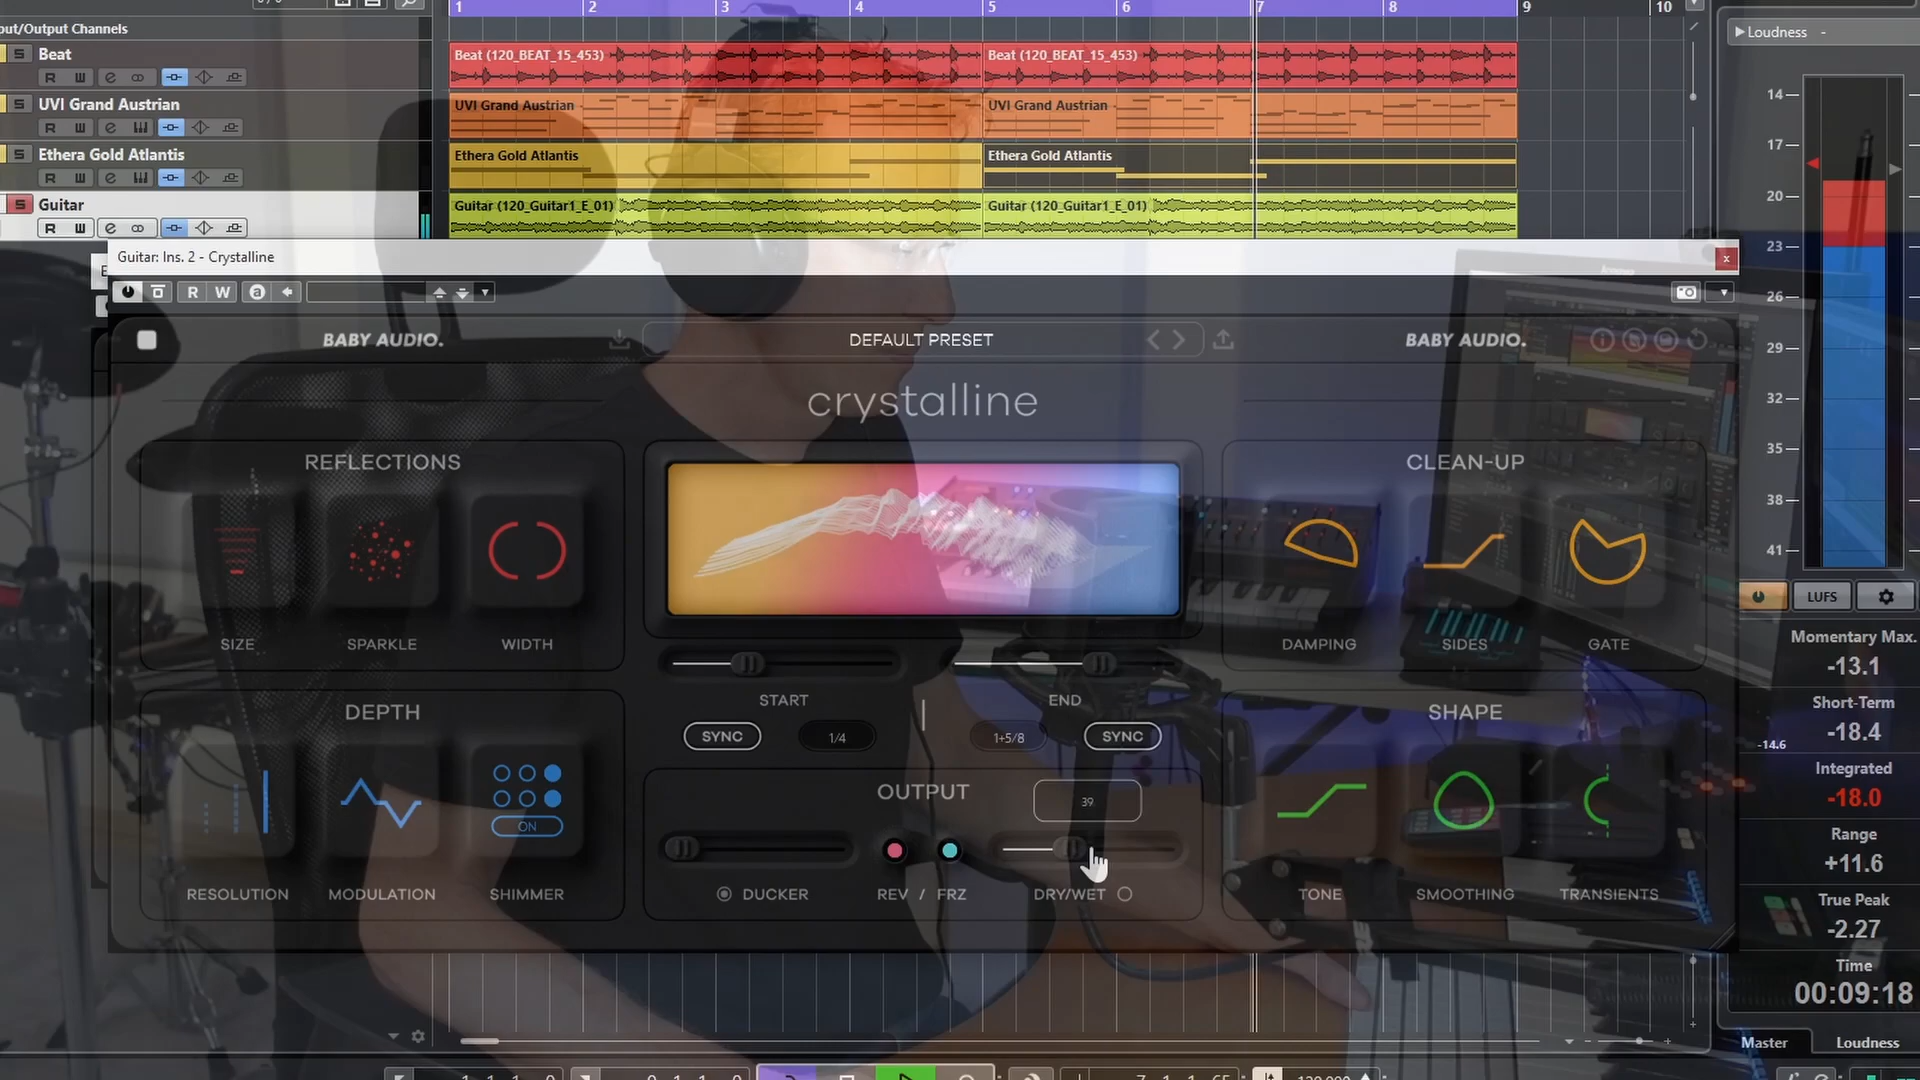 1 2 3 4 5 6 7 8 9 10
Input/Output Channels
Loudness -
S Beat
R W e
Beat (120_BEAT_15_453) Beat (120_BEAT_15_453)
S UVI Grand Austrian
R W e
UVI Grand Austrian UVI Grand Austrian
S Ethera Gold Atlantis
R W e
Ethera Gold Atlantis Ethera Gold Atlantis
S Guitar
R W e
Guitar (120_Guitar1_E_01) Guitar (120_Guitar1_E_01)
14
17
20
23
26
29
32
35
38
41
Guitar: Ins. 2 - Crystalline x
R W a
BABY AUDIO. DEFAULT PRESET BABY AUDIO.
crystalline
REFLECTIONS
SIZE SPARKLE WIDTH
CLEAN-UP
DAMPING SIDES GATE
START END
SYNC 1/4 1+5/8 SYNC
DEPTH
ON
RESOLUTION MODULATION SHIMMER
OUTPUT 39
DUCKER REV / FRZ DRY/WET
SHAPE
TONE SMOOTHING TRANSIENTS
LUFS
Momentary Max.
-13.1
Short-Term
-18.4
-14.6
Integrated
-18.0
Range
+11.6
True Peak
-2.27
Time
00:09:18
Master Loudness